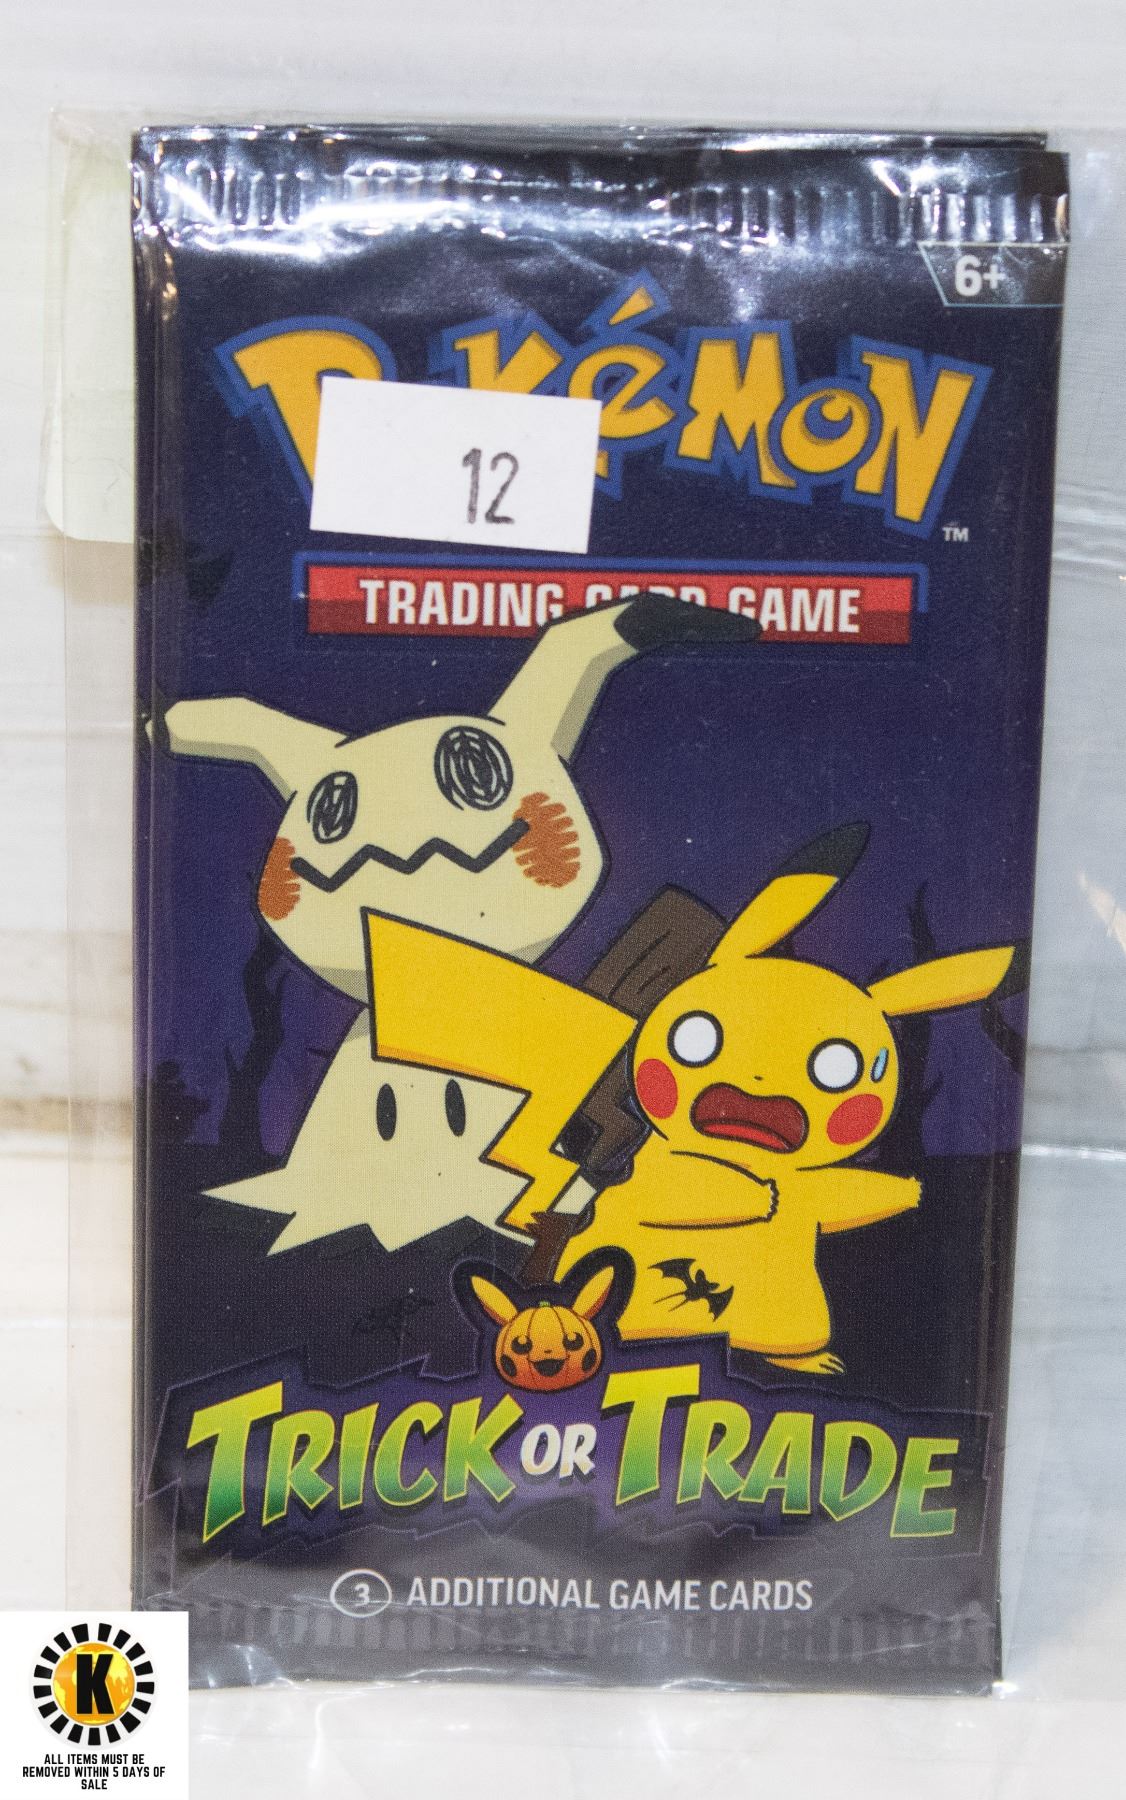 6+
POKÉMON
TM
12
TRADING CARD GAME
TRICK OR TRADE
3 ADDITIONAL GAME CARDS
K
ALL ITEMS MUST BE
REMOVED WITHIN 5 DAYS OF
SALE